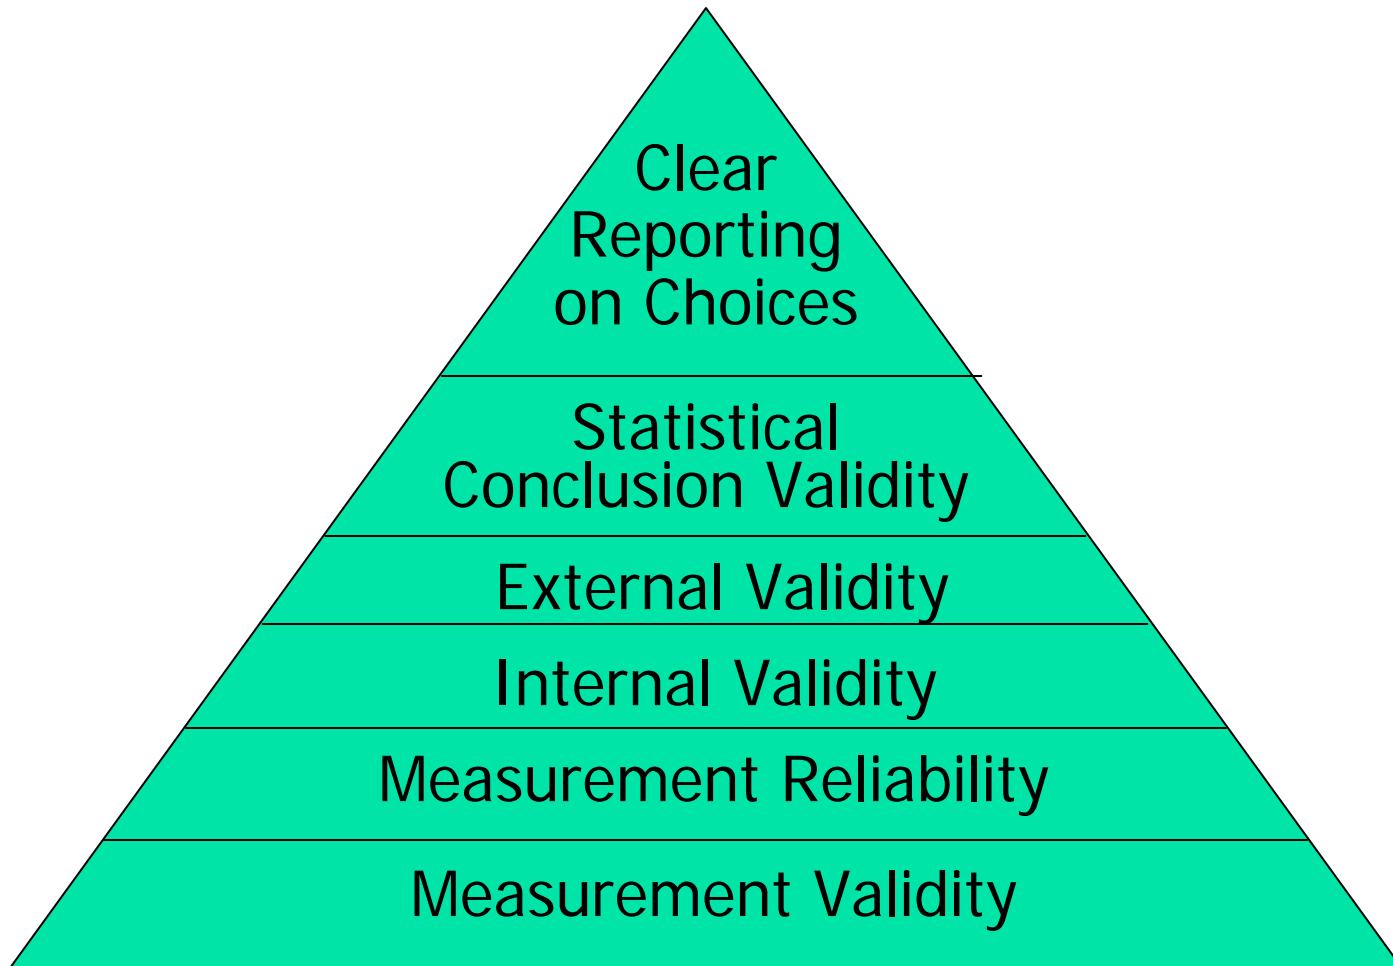 Clear
Reporting
on Choices
Statistical
Conclusion Validity
External Validity
Internal Validity
Measurement Reliability
Measurement Validity